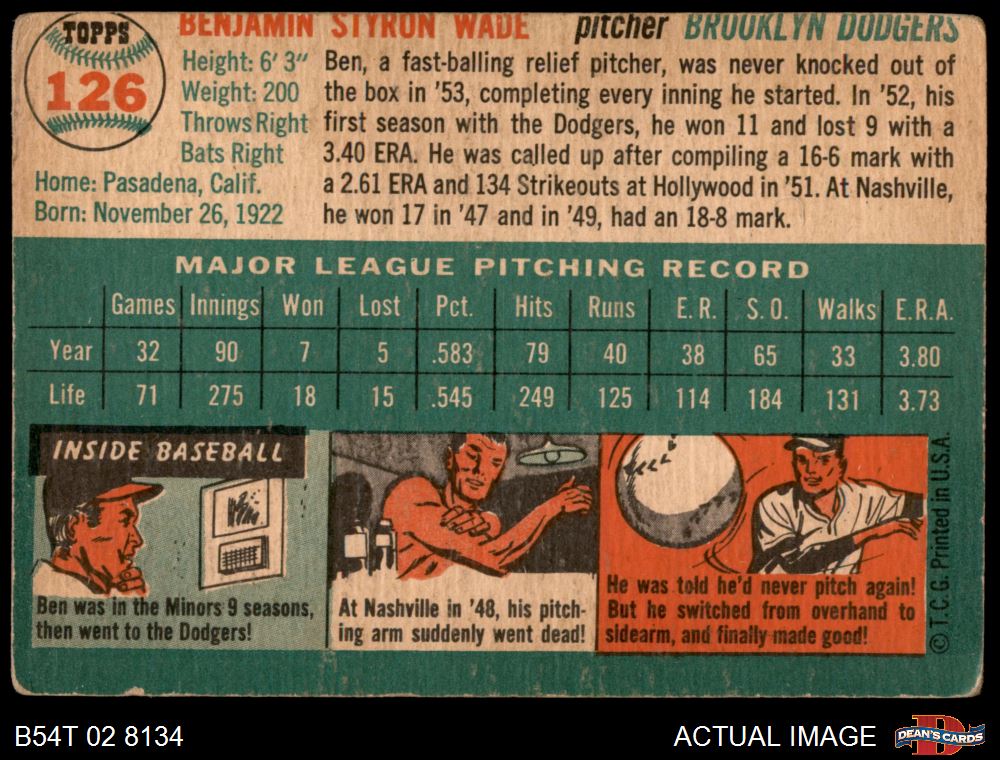 TOPPS
126
BENJAMIN STYRON WADE pitcher BROOKLYN DODGERS
Height: 6' 3"
Weight: 200
Throws Right
Bats Right
Home: Pasadena, Calif.
Born: November 26, 1922
Ben, a fast-balling relief pitcher, was never knocked out of
the box in '53, completing every inning he started. In '52, his
first season with the Dodgers, he won 11 and lost 9 with a
3.40 ERA. He was called up after compiling a 16-6 mark with
a 2.61 ERA and 134 Strikeouts at Hollywood in '51. At Nashville,
he won 17 in '47 and in '49, had an 18-8 mark.
MAJOR LEAGUE PITCHING RECORD
Games Innings Won Lost Pct. Hits Runs E. R. S. O. Walks E.R.A.
Year 32 90 7 5 .583 79 40 38 65 33 3.80
Life 71 275 18 15 .545 249 125 114 184 131 3.73
INSIDE BASEBALL
Ben was in the Minors 9 seasons,
then went to the Dodgers!
At Nashville in '48, his pitch-
ing arm suddenly went dead!
He was told he'd never pitch again!
But he switched from overhand to
sidearm, and finally made good!
© T.C.G. Printed in U.S.A.
B54T 02 8134
ACTUAL IMAGE
D
DEAN'S CARDS